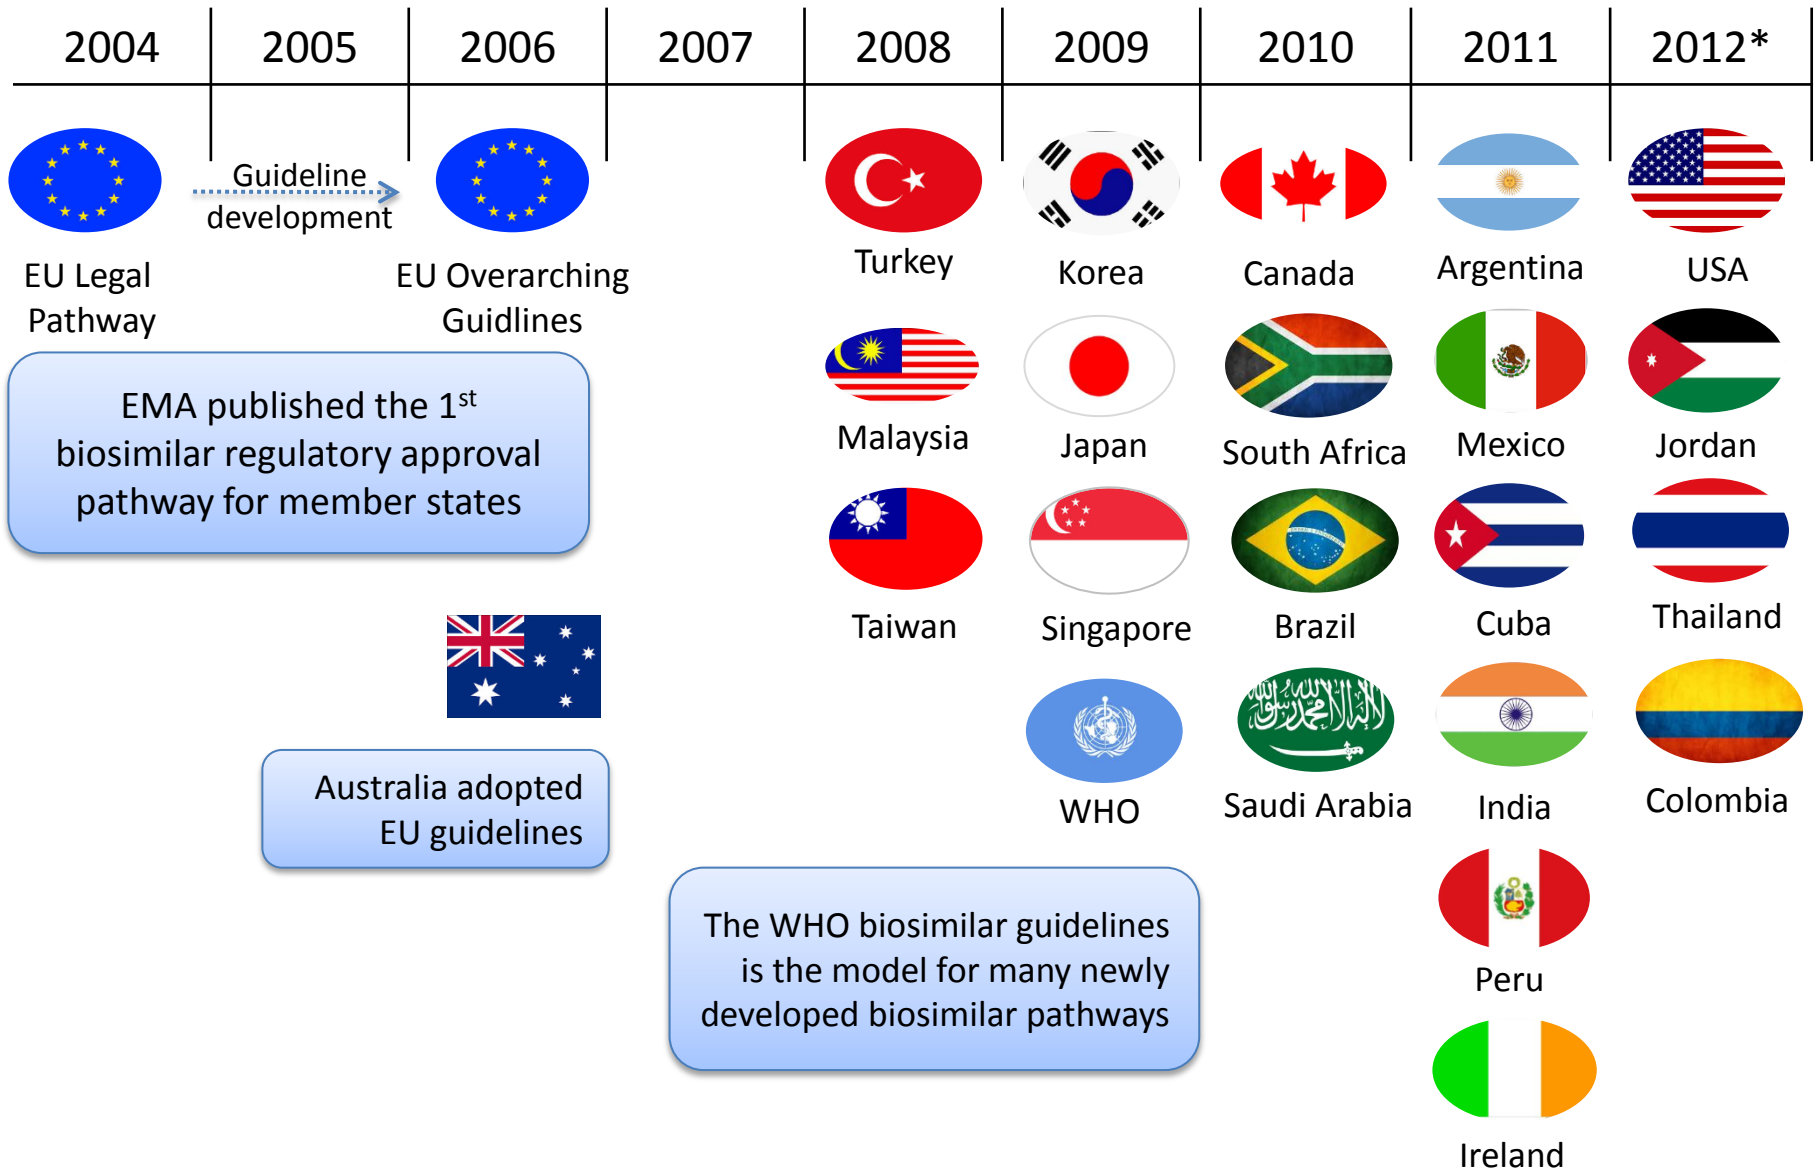 2004
2005
2006
2007
2008
2009
2010
2011
2012*
Guideline
development
EU Legal
Pathway
EU Overarching
Guidlines
EMA published the 1st
biosimilar regulatory approval
pathway for member states
Australia adopted
EU guidelines
Turkey
Malaysia
Taiwan
Korea
Japan
Singapore
WHO
The WHO biosimilar guidelines
is the model for many newly
developed biosimilar pathways
Canada
South Africa
Brazil
Saudi Arabia
Argentina
Mexico
Cuba
India
Peru
Ireland
USA
Jordan
Thailand
Colombia